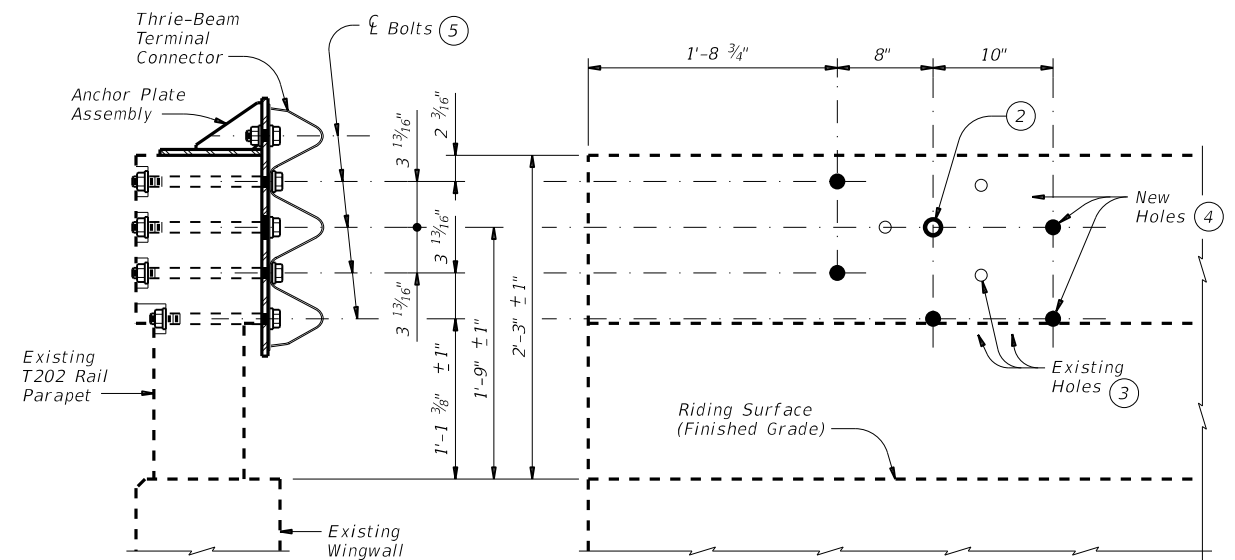 Thrie-Beam
Terminal
Connector
℄ Bolts 5
Anchor Plate
Assembly
3 13/16"
2 3/16"
3 13/16"
3 13/16"
1'-1 3/8" ±1"
1'-9" ±1"
2'-3" ±1"
1'-8 3/4"
8"
10"
2
New
Holes 4
Existing
Holes 3
Existing
T202 Rail
Parapet
Riding Surface
(Finished Grade)
Existing
Wingwall